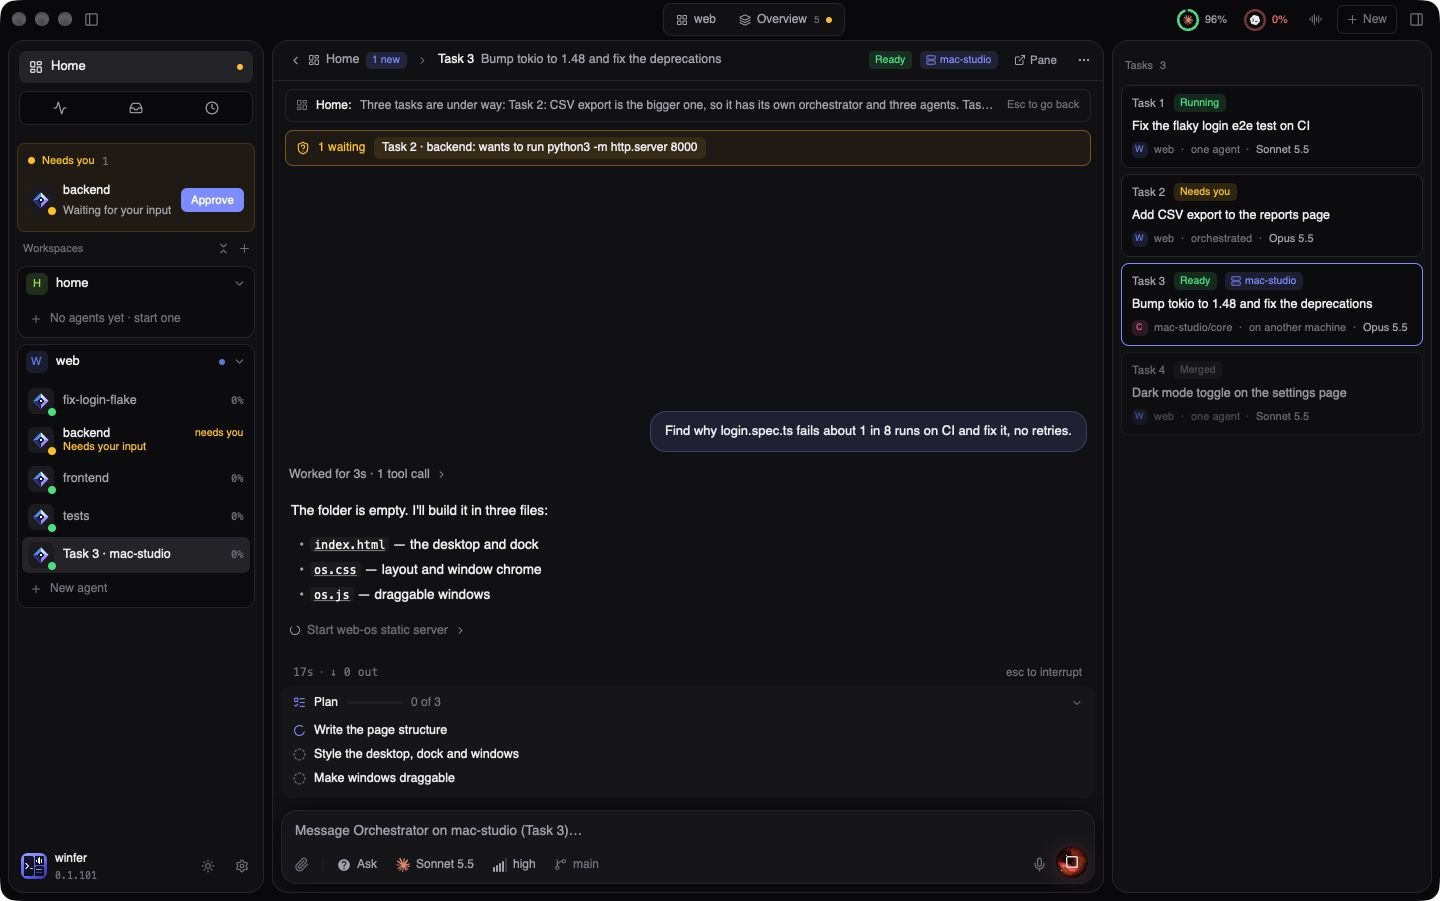 web
Overview 5
96%
0%
New
Home
Needs you 1
backend
Waiting for your input
Approve
Workspaces
H home
No agents yet · start one
W web
fix-login-flake 0%
backend needs you
Needs your input
frontend 0%
tests 0%
Task 3 · mac-studio 0%
New agent
winfer
0.1.101
Home 1 new
Task 3 Bump tokio to 1.48 and fix the deprecations
Ready
mac-studio
Pane
Home: Three tasks are under way: Task 2: CSV export is the bigger one, so it has its own orchestrator and three agents. Tas… Esc to go back
1 waiting Task 2 · backend: wants to run python3 -m http.server 8000
Find why login.spec.ts fails about 1 in 8 runs on CI and fix it, no retries.
Worked for 3s · 1 tool call
The folder is empty. I'll build it in three files:
• index.html — the desktop and dock
• os.css — layout and window chrome
• os.js — draggable windows
Start web-os static server
17s · ↓ 0 out esc to interrupt
Plan 0 of 3
Write the page structure
Style the desktop, dock and windows
Make windows draggable
Message Orchestrator on mac-studio (Task 3)…
Ask Sonnet 5.5 high main
Tasks 3
Task 1 Running
Fix the flaky login e2e test on CI
W web · one agent · Sonnet 5.5
Task 2 Needs you
Add CSV export to the reports page
W web · orchestrated · Opus 5.5
Task 3 Ready mac-studio
Bump tokio to 1.48 and fix the deprecations
C mac-studio/core · on another machine · Opus 5.5
Task 4 Merged
Dark mode toggle on the settings page
W web · one agent · Sonnet 5.5